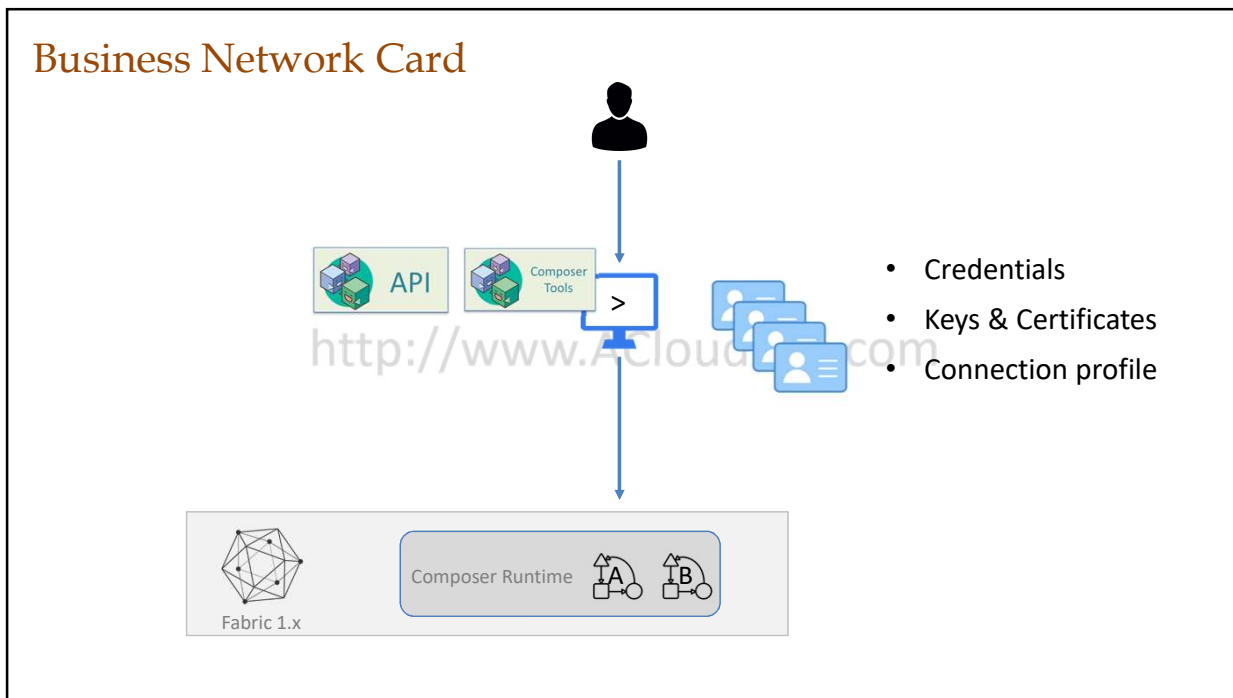 Business Network Card
API
Composer
Tools
>
• Credentials
• Keys & Certificates
• Connection profile
http://www.ACloud
com
Composer Runtime
A
B
Fabric 1.x